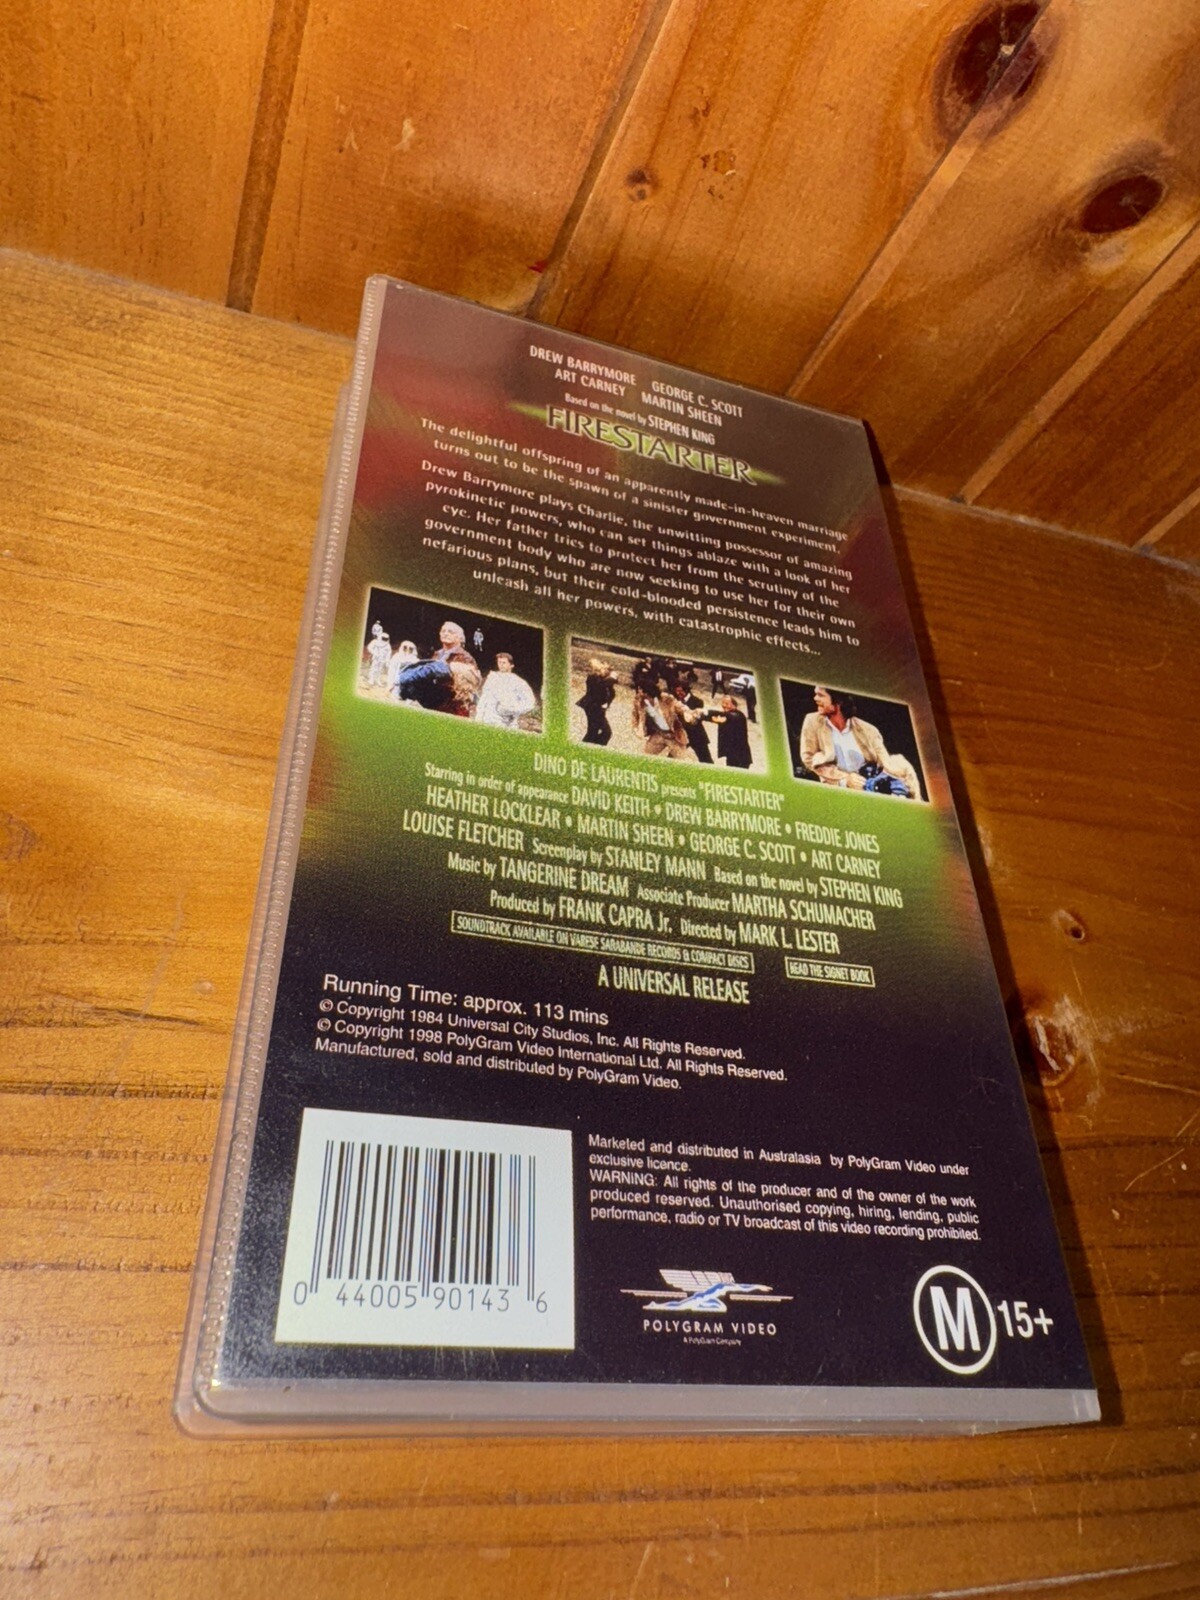 DREW BARRYMORE GEORGE C. SCOTT
ART CARNEY MARTIN SHEEN
Based on the novel by STEPHEN KING
FIRESTARTER
The delightful offspring of an apparently made-in-heaven marriage
turns out to be the spawn of a sinister government experiment.
Drew Barrymore plays Charlie, the unwitting possessor of amazing
pyrokinetic powers, who can set things ablaze with a look of her
eye. Her father tries to protect her from the scrutiny of the
government body who are now seeking to use her for their own
nefarious plans, but their cold-blooded persistence leads him to
unleash all her powers, with catastrophic effects...
DINO DE LAURENTIS presents "FIRESTARTER"
Starring in order of appearance DAVID KEITH • DREW BARRYMORE • FREDDIE JONES
HEATHER LOCKLEAR • MARTIN SHEEN • GEORGE C. SCOTT • ART CARNEY
LOUISE FLETCHER Screenplay by STANLEY MANN Based on the novel by STEPHEN KING
Music by TANGERINE DREAM Associate Producer MARTHA SCHUMACHER
Produced by FRANK CAPRA Jr. Directed by MARK L. LESTER
SOUNDTRACK AVAILABLE ON VARESE SARABANDE RECORDS & COMPACT DISCS READ THE SIGNET BOOK
A UNIVERSAL RELEASE
Running Time: approx. 113 mins
© Copyright 1984 Universal City Studios, Inc. All Rights Reserved.
© Copyright 1998 PolyGram Video International Ltd. All Rights Reserved.
Manufactured, sold and distributed by PolyGram Video.
Marketed and distributed in Australasia by PolyGram Video under
exclusive licence.
WARNING: All rights of the producer and of the owner of the work
produced reserved. Unauthorised copying, hiring, lending, public
performance, radio or TV broadcast of this video recording prohibited.
0 44005 90143 6
POLYGRAM VIDEO
A PolyGram Company
M 15+